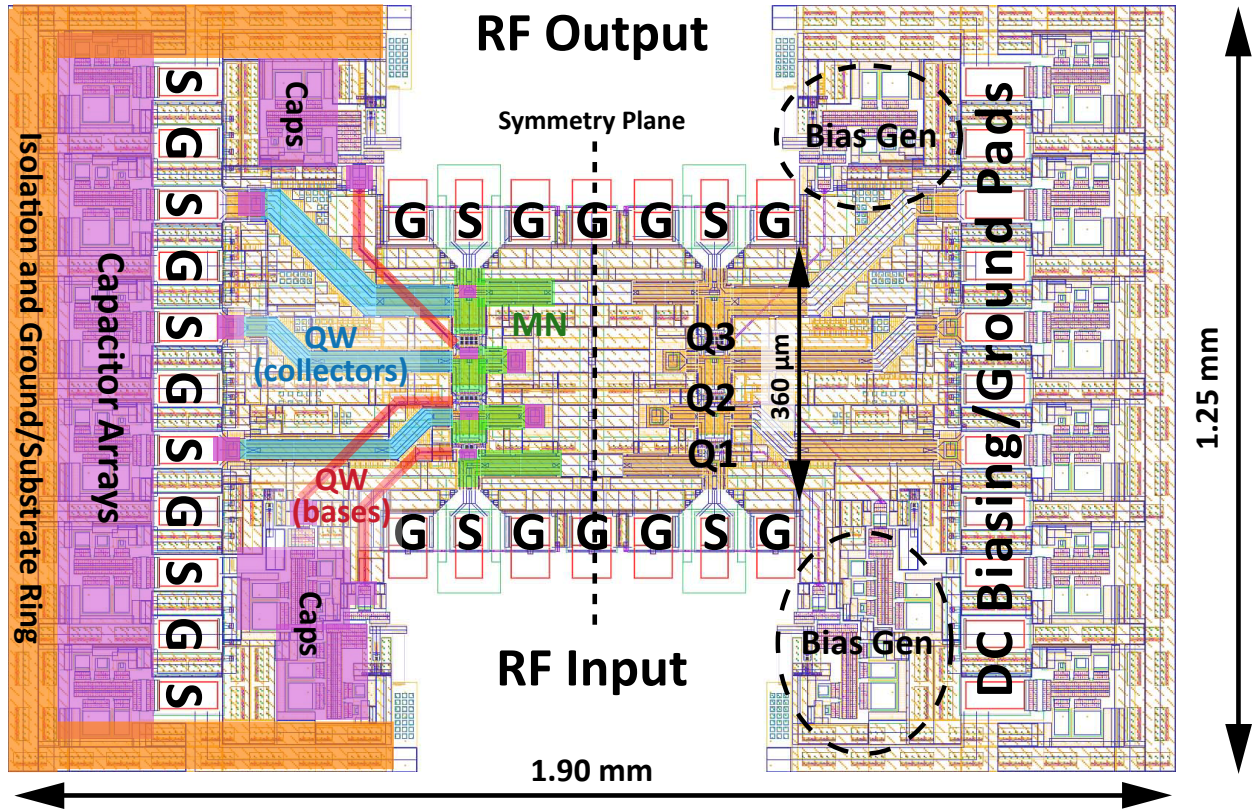 RF Output
Symmetry Plane
Isolation and Ground/Substrate Ring
Capacitor Arrays
S
G
S
G
S
G
S
G
S
G
S
Caps
Bias Gen
DC Biasing/Ground Pads
G S G G G S G
MN
QW
(collectors)
Q3
Q2
Q1
360 µm
QW
(bases)
G S G G G S G
Caps
Bias Gen
RF Input
1.90 mm
1.25 mm